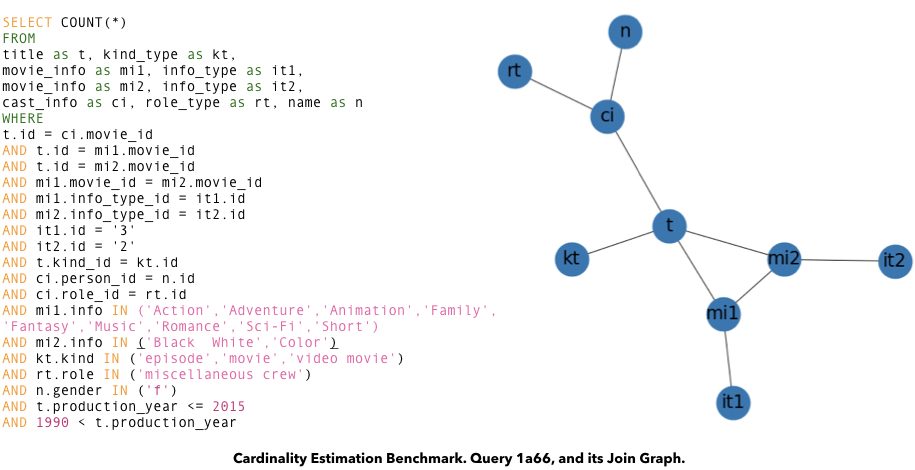 SELECT COUNT(*)
FROM
title as t, kind_type as kt,
movie_info as mi1, info_type as it1,
movie_info as mi2, info_type as it2,
cast_info as ci, role_type as rt, name as n
WHERE
t.id = ci.movie_id
AND t.id = mi1.movie_id
AND t.id = mi2.movie_id
AND mi1.movie_id = mi2.movie_id
AND mi1.info_type_id = it1.id
AND mi2.info_type_id = it2.id
AND it1.id = '3'
AND it2.id = '2'
AND t.kind_id = kt.id
AND ci.person_id = n.id
AND ci.role_id = rt.id
AND mi1.info IN ('Action','Adventure','Animation','Family',
'Fantasy','Music','Romance','Sci-Fi','Short')
AND mi2.info IN ('Black  White','Color')
AND kt.kind IN ('episode','movie','video movie')
AND rt.role IN ('miscellaneous crew')
AND n.gender IN ('f')
AND t.production_year <= 2015
AND 1990 < t.production_year
n
rt
ci
t
kt
mi2
it2
mi1
it1
Cardinality Estimation Benchmark. Query 1a66, and its Join Graph.